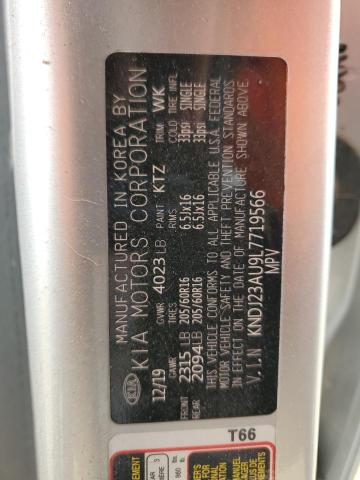 MANUFACTURED IN KOREA BY
KIA KIA MOTORS CORPORATION
12/19 GVWR 4023 LB PAINT KTZ TRIM WK
GAWR TIRES RIMS COLD TIRE INFL
FRONT 2315 LB 205/60R16 6.5Jx16 33psi SINGLE
REAR 2094 LB 205/60R16 6.5Jx16 33psi SINGLE
THIS VEHICLE CONFORMS TO ALL APPLICABLE U.S.A. FEDERAL
MOTOR VEHICLE SAFETY AND THEFT PREVENTION STANDARDS
IN EFFECT ON THE DATE OF MANUFACTURE SHOWN ABOVE.
V.I.N KNDJ23AU9L7719566
MPV
T66